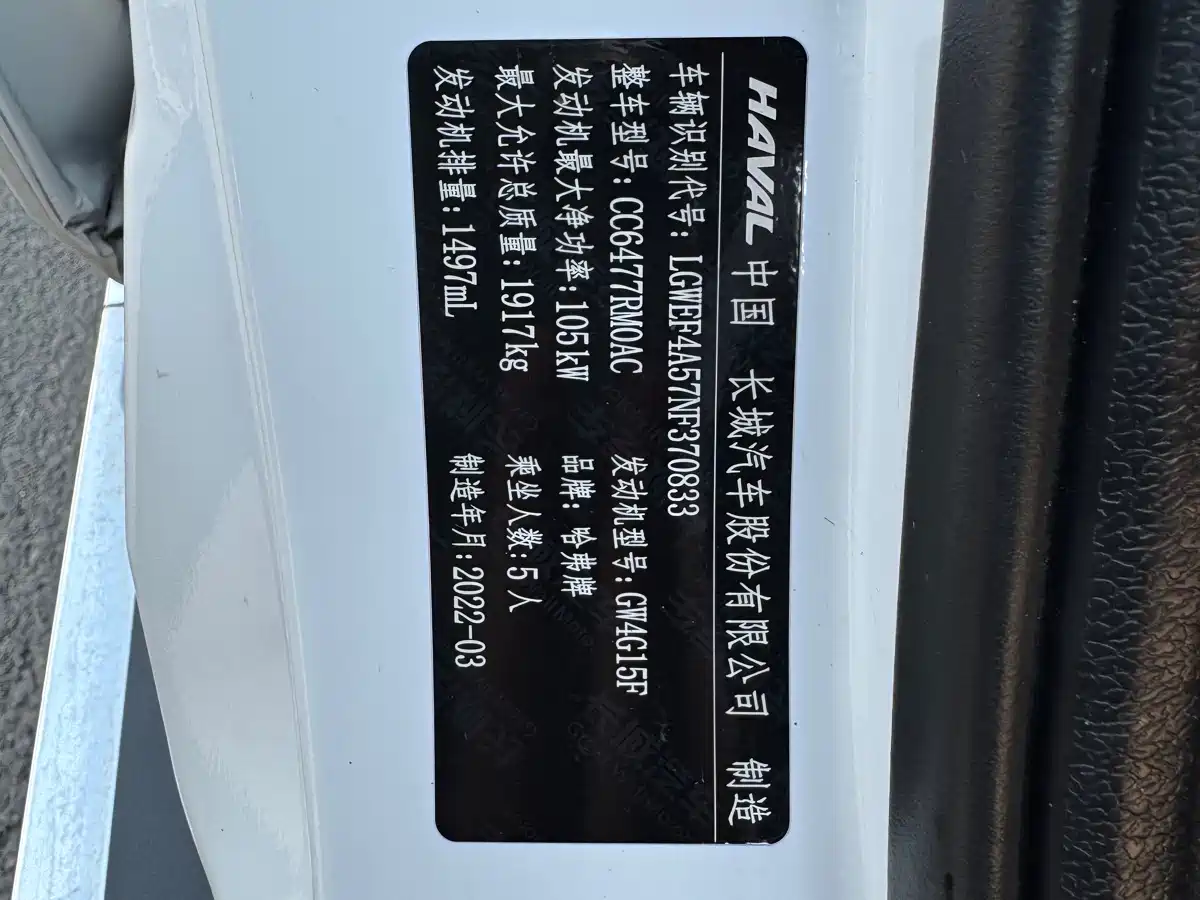 HAVAL 中国 长城汽车股份有限公司 制造
车辆识别代号：LGWEF4A57NF370833
整车型号：CC6477RM0AC 发动机型号：GW4G15F
发动机最大净功率：105kW 品牌：哈弗牌
最大允许总质量：1917kg 乘坐人数：5人
发动机排量：1497mL 制造年月：2022-03